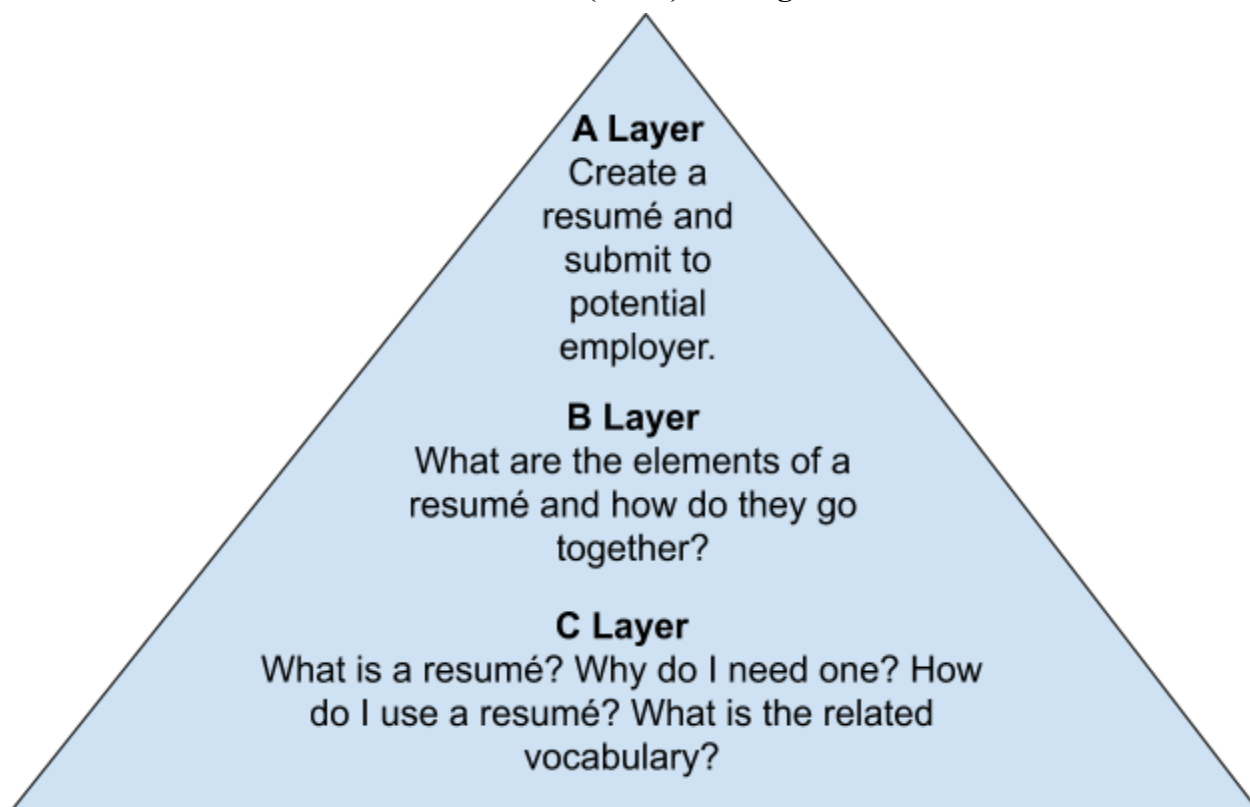 A Layer
Create a
resumé and
submit to
potential
employer.
B Layer
What are the elements of a
resumé and how do they go
together?
C Layer
What is a resumé? Why do I need one? How
do I use a resumé? What is the related
vocabulary?